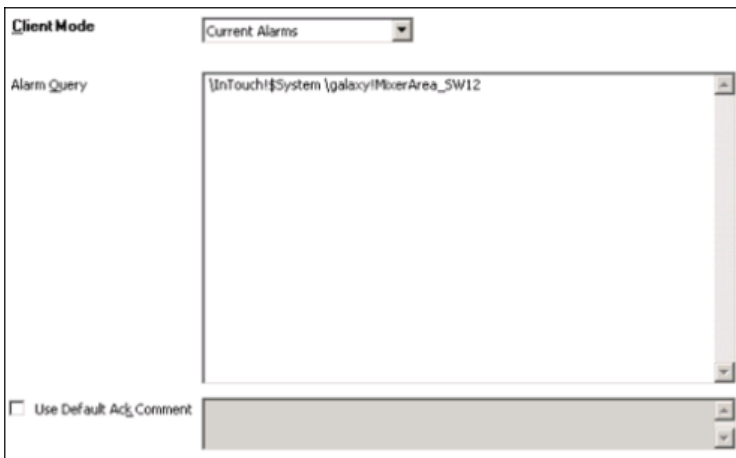 Client Mode
Current Alarms
Alarm Query
\InTouch!$System \galaxy!MixerArea_SW12
Use Default Ack Comment